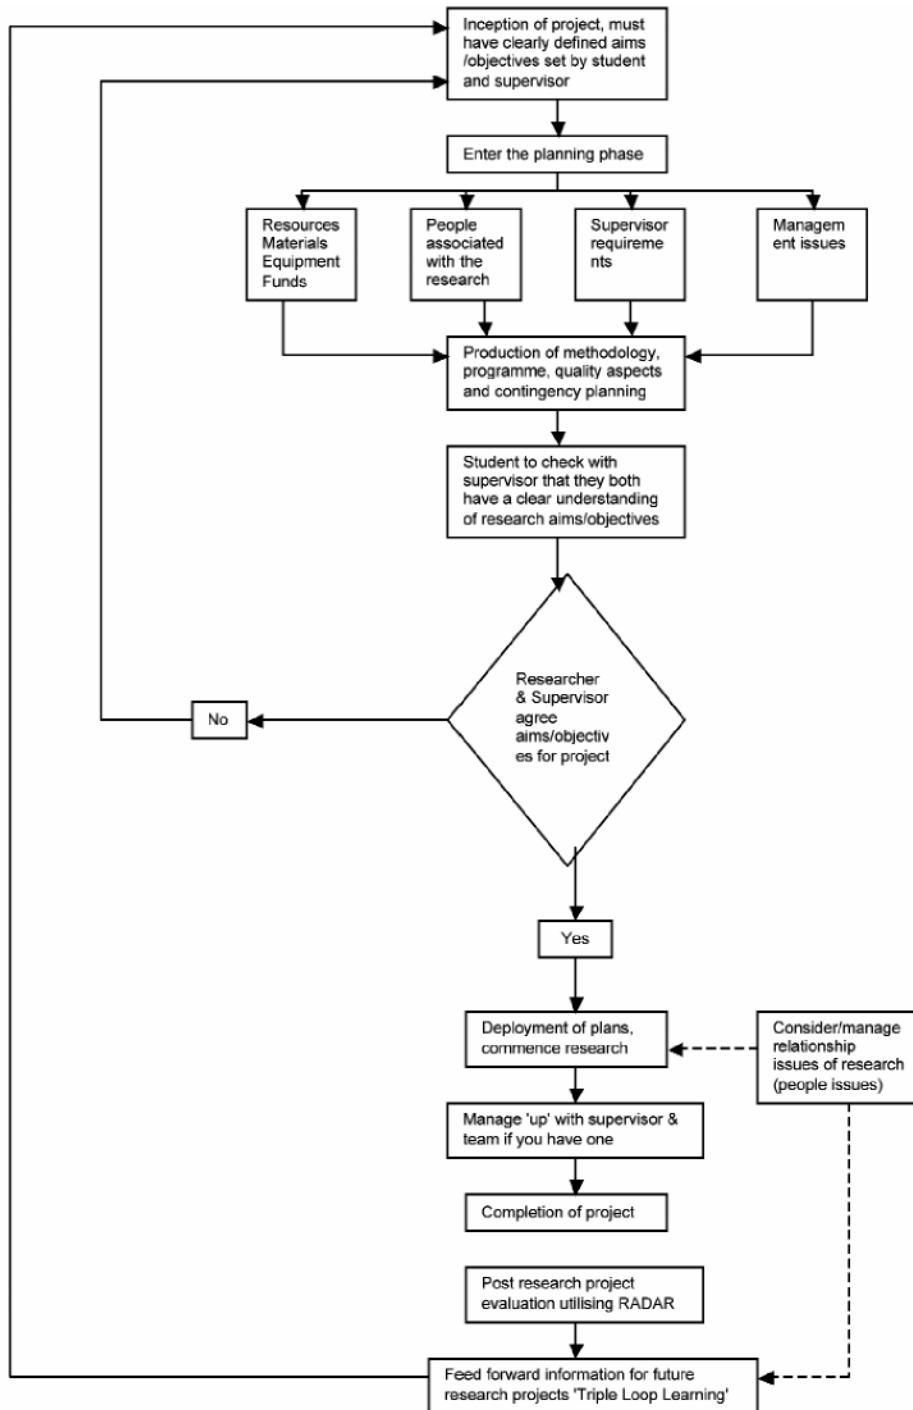 Inception of project, must
have clearly defined aims
/objectives set by student
and supervisor
Enter the planning phase
Resources
Materials
Equipment
Funds
People
associated
with the
research
Supervisor
requireme
nts
Managem
ent issues
Production of methodology,
programme, quality aspects
and contingency planning
Student to check with
supervisor that they both
have a clear understanding
of research aims/objectives
Researcher
& Supervisor
agree
aims/objectiv
es for project
No
Yes
Deployment of plans,
commence research
Consider/manage
relationship
issues of research
(people issues)
Manage 'up' with supervisor &
team if you have one
Completion of project
Post research project
evaluation utilising RADAR
Feed forward information for future
research projects 'Triple Loop Learning'